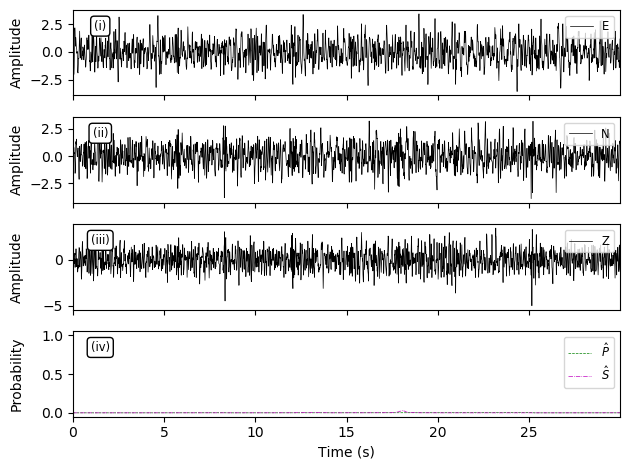 (i)
E
Amplitude
2.5
0.0
−2.5
(ii)
N
Amplitude
2.5
0.0
−2.5
(iii)
Z
Amplitude
0
−5
(iv)
P̂
Ŝ
Probability
1.0
0.5
0.0
0 5 10 15 20 25
Time (s)